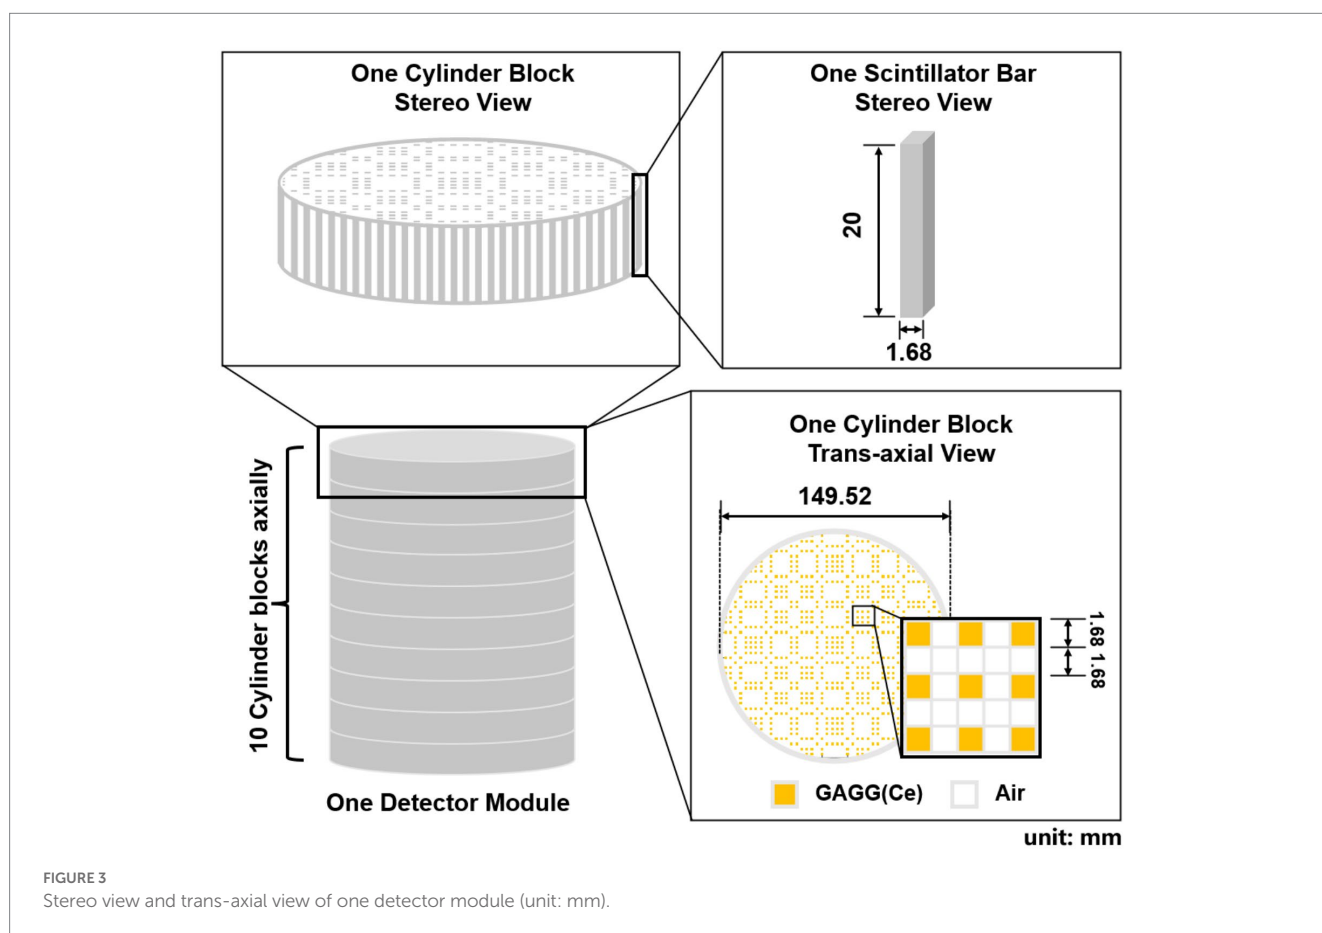 One Cylinder Block
Stereo View
One Scintillator Bar
Stereo View
20
1.68
10 Cylinder blocks axially
One Detector Module
One Cylinder Block
Trans-axial View
149.52
1.68
1.68
GAGG(Ce)
Air
unit: mm
FIGURE 3
Stereo view and trans-axial view of one detector module (unit: mm).